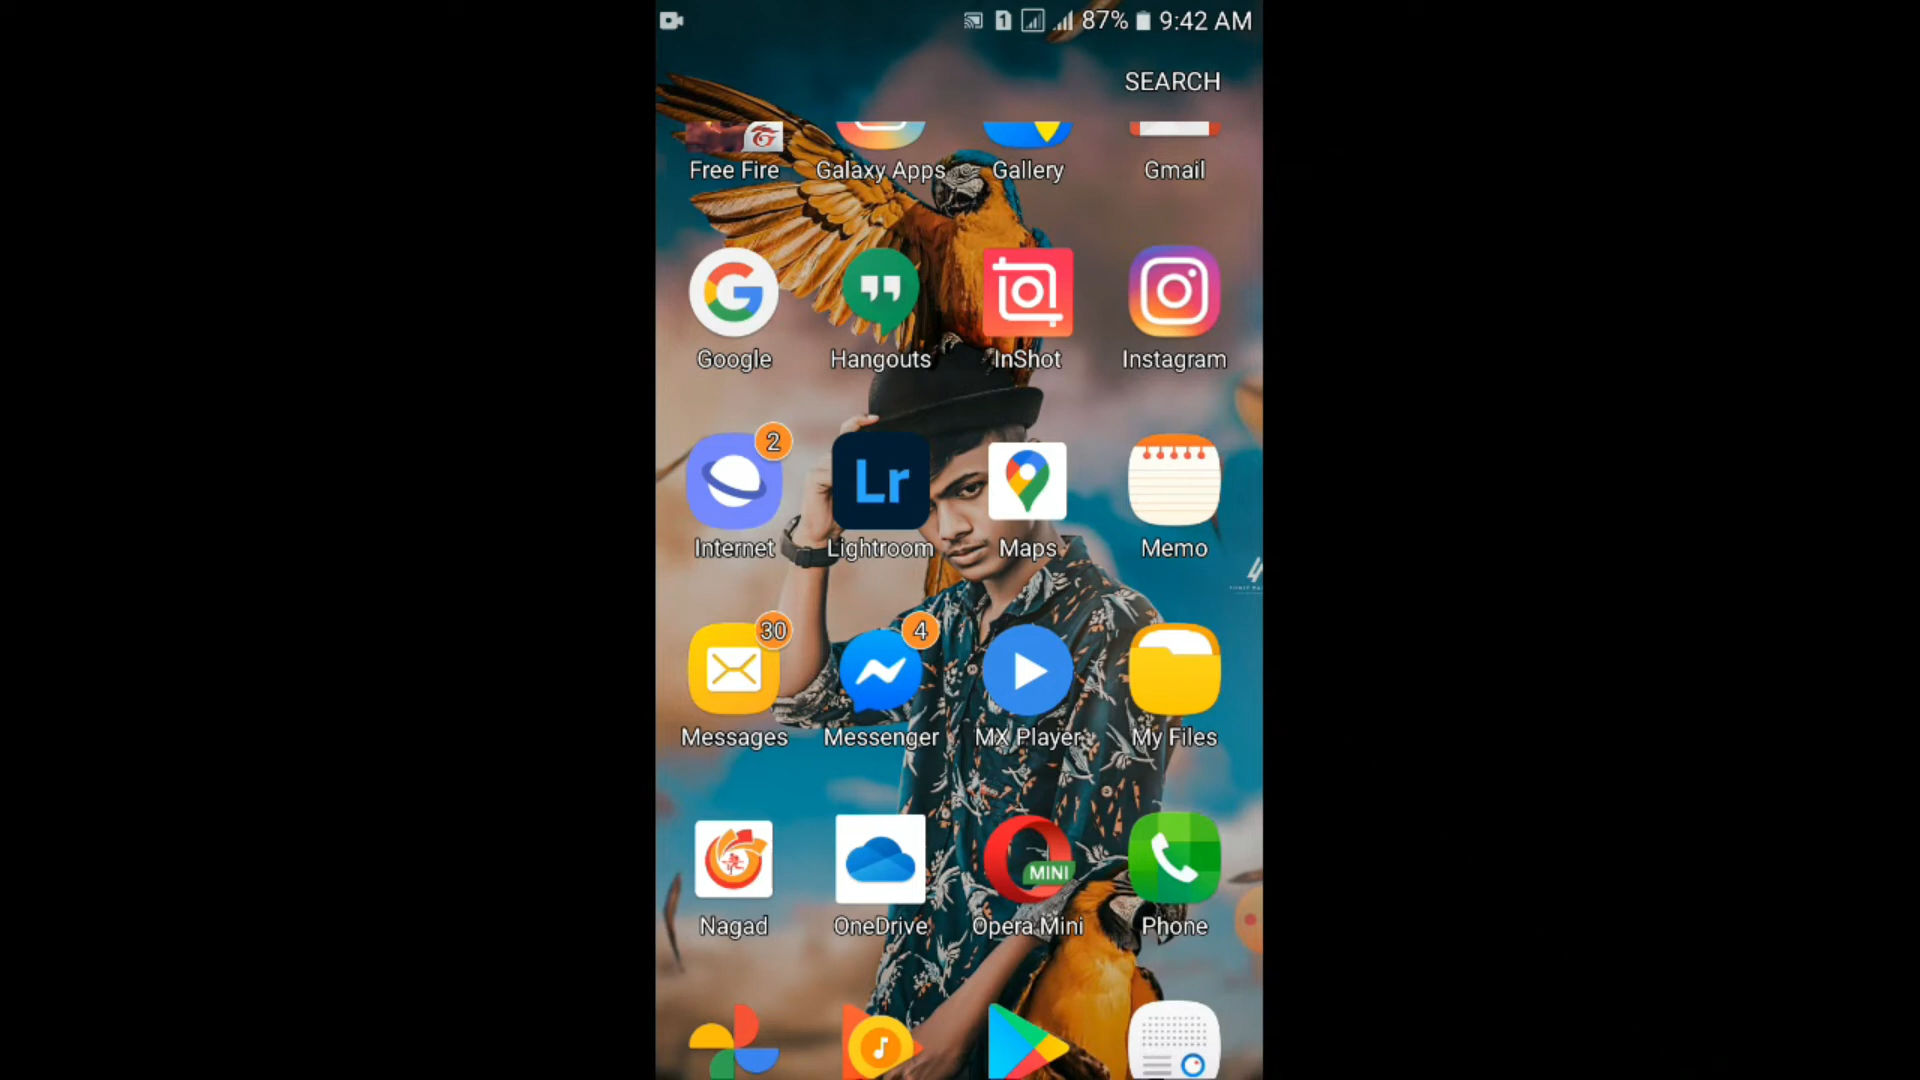 87% 9:42 AM
SEARCH
Free Fire Galaxy Apps Gallery Gmail
Google Hangouts InShot Instagram
2
Lr
Internet Lightroom Maps Memo
30 4
Messages Messenger MX Player My Files
MINI
Nagad OneDrive Opera Mini Phone